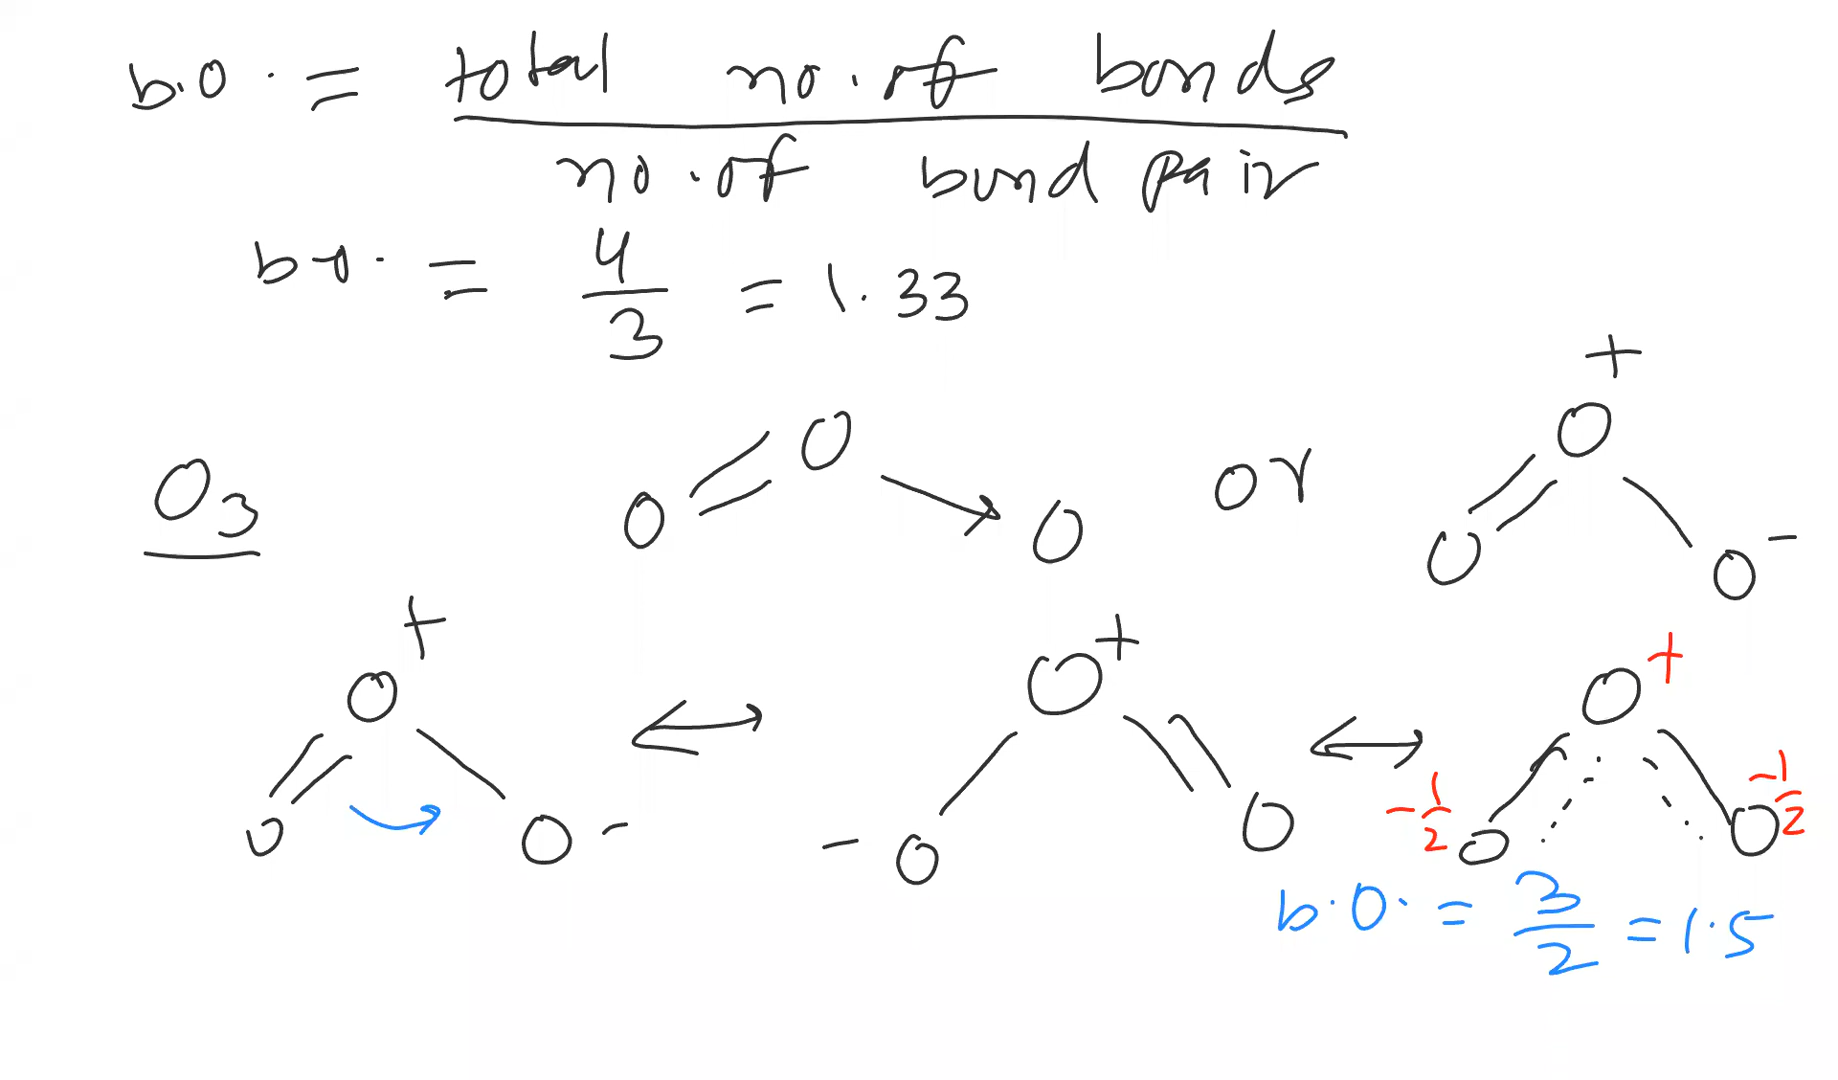 b.O. = total no. of bonds
no. of bond pair
b.O. = 4/3 = 1.33
O3 O=O→O or O=O+-O-
O=O+-O- ↔ -O-O+=O ↔ O+
-1/2 O O -1/2
b.O. = 3/2 = 1.5